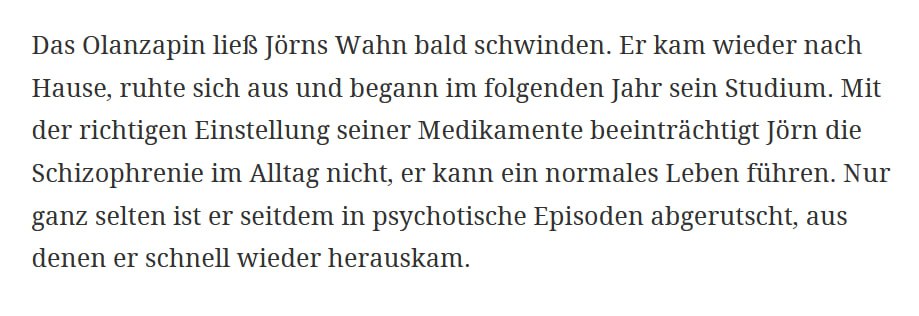 Das Olanzapin ließ Jörns Wahn bald schwinden. Er kam wieder nach
Hause, ruhte sich aus und begann im folgenden Jahr sein Studium. Mit
der richtigen Einstellung seiner Medikamente beeinträchtigt Jörn die
Schizophrenie im Alltag nicht, er kann ein normales Leben führen. Nur
ganz selten ist er seitdem in psychotische Episoden abgerutscht, aus
denen er schnell wieder herauskam.